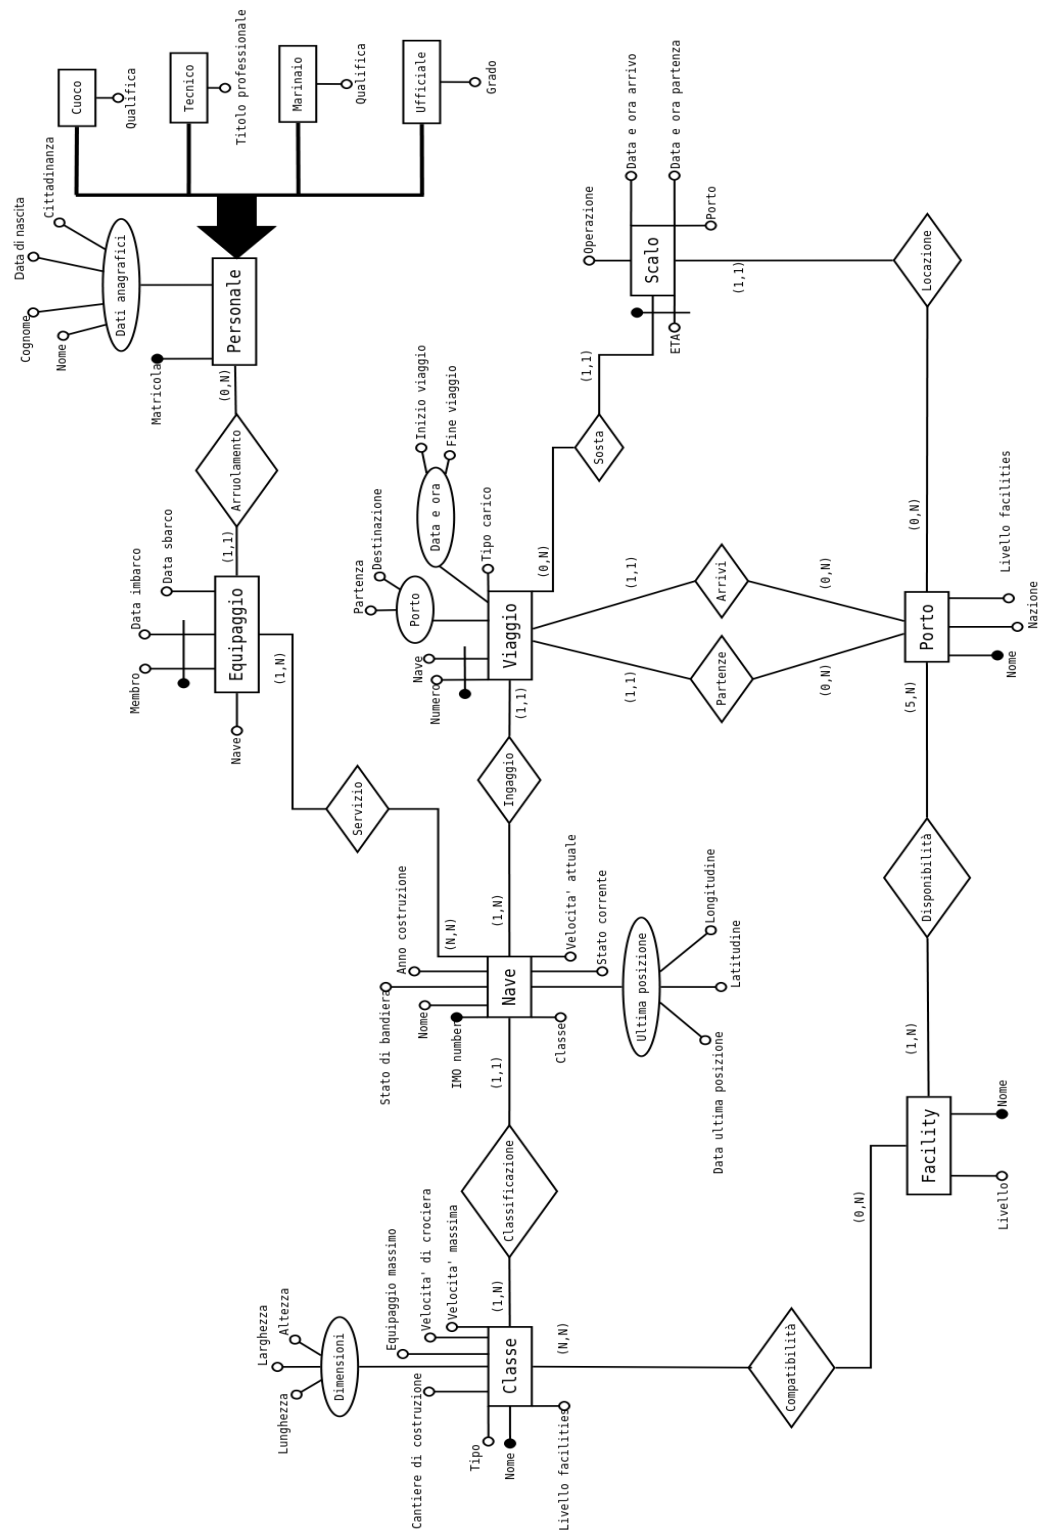 Cuoco
Qualifica
Tecnico
Titolo professionale
Marinaio
Qualifica
Ufficiale
Grado
Cittadinanza
Data di nascita
Cognome
Nome
Dati anagrafici
Matricola
Personale
(0,N)
Arruolamento
(1,1)
Data sbarco
Data imbarco
Membro
Equipaggio
Nave
(1,N)
Servizio
(N,N)
Operazione
Data e ora arrivo
Data e ora partenza
Porto
Scalo
ETA
(1,1)
Locazione
(0,N)
(1,1)
Sosta
(0,N)
Inizio viaggio
Fine viaggio
Data e ora
Destinazione
Partenza
Porto
Tipo carico
Nave
Numero
Viaggio
(1,1)
Arrivi
(0,N)
(1,1)
Partenze
(0,N)
Livello facilities
Nazione
Nome
Porto
(5,N)
Disponibilità
(1,N)
(1,1)
Ingaggio
(1,N)
Anno costruzione
Stato di bandiera
Nome
IMO number
Nave
Velocita' attuale
Stato corrente
Classe
Ultima posizione
Longitudine
Latitudine
Data ultima posizione
(1,1)
Classificazione
(1,N)
Facility
Nome
Livello
(0,N)
Compatibilità
(N,N)
Altezza
Larghezza
Lunghezza
Dimensioni
Equipaggio massimo
Velocita' di crociera
Velocita' massima
Cantiere di costruzione
Tipo
Nome
Livello facilities
Classe